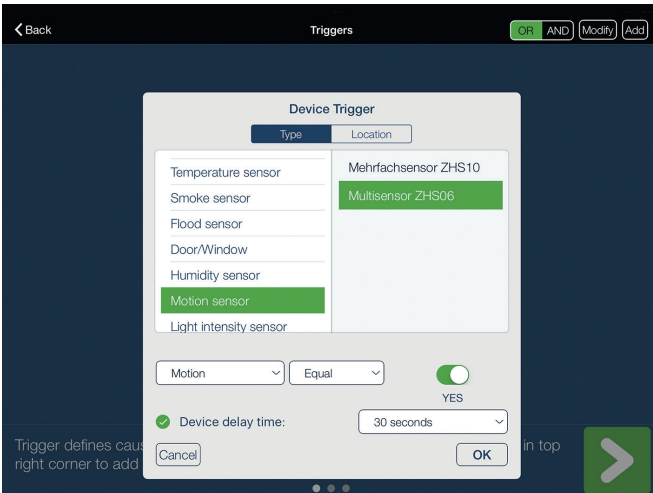 Back
Triggers
OR AND Modify Add
Device Trigger
Type Location
Temperature sensor
Smoke sensor
Flood sensor
Door/Window
Humidity sensor
Motion sensor
Light intensity sensor
Mehrfachsensor ZHS10
Multisensor ZHS06
Motion Equal
YES
Device delay time: 30 seconds
Cancel OK
Trigger defines cau
in top
right corner to add